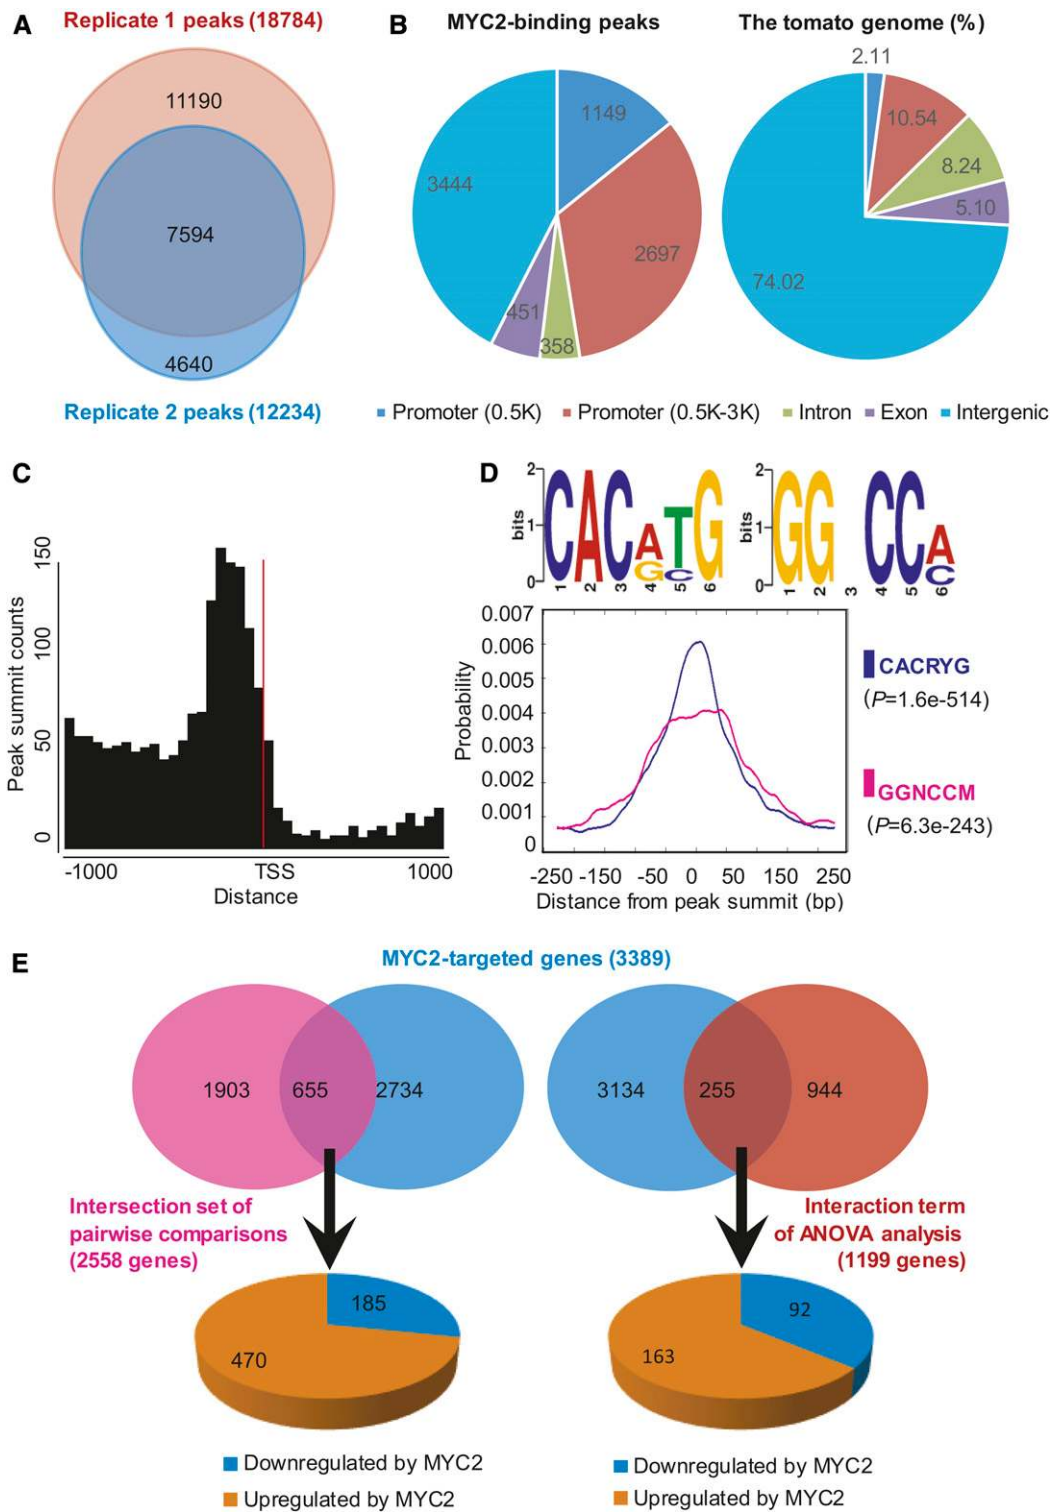 A
Replicate 1 peaks (18784)
11190
7594
4640
Replicate 2 peaks (12234)
B
MYC2-binding peaks
1149
2697
358
451
3444
The tomato genome (%)
2.11
10.54
8.24
5.10
74.02
Promoter (0.5K) Promoter (0.5K-3K) Intron Exon Intergenic
C
Peak summit counts
150
100
50
0
-1000 TSS 1000
Distance
D
bits
2
1
0
CACATG
GC
1 2 3 4 5 6
bits
2
1
0
GG CCA
C
1 2 3 4 5 6
Probability
0.007
0.006
0.005
0.004
0.003
0.002
0.001
0
-250 -150 -50 0 50 150 250
Distance from peak summit (bp)
CACRYG
(P=1.6e-514)
GGNCCM
(P=6.3e-243)
E
MYC2-targeted genes (3389)
1903 655 2734
3134 255 944
Intersection set of
pairwise comparisons
(2558 genes)
Interaction term
of ANOVA analysis
(1199 genes)
185
470
92
163
Downregulated by MYC2
Upregulated by MYC2
Downregulated by MYC2
Upregulated by MYC2